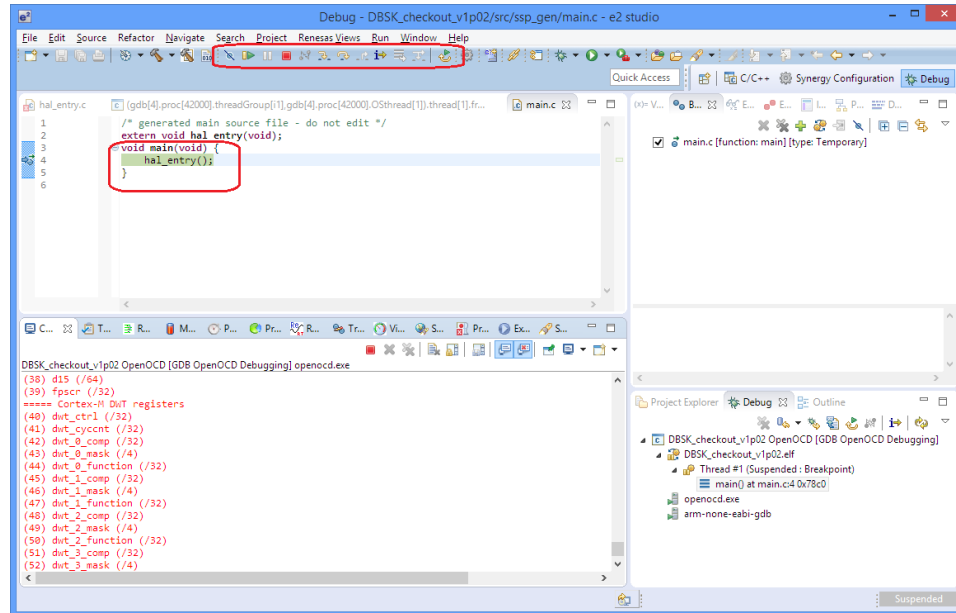 Debug - DBSK_checkout_v1p02/src/ssp_gen/main.c - e2 studio
File Edit Source Refactor Navigate Search Project Renesas Views Run Window Help
Quick Access C/C++ Synergy Configuration Debug
hal_entry.c (gdb[4].proc[42000].threadGroup[i1],gdb[4].proc[42000].OSthread[1]).thread[1].fr... main.c
1 /* generated main source file - do not edit */
2 extern void hal_entry(void);
3 void main(void) {
4 hal_entry();
5 }
6
(x)= V... B... E... E... L... P... D...
main.c [function: main] [type: Temporary]
C... T... R... M... P... Pr... R... Tr... Vi... S... Pr... Ex... S...
DBSK_checkout_v1p02 OpenOCD [GDB OpenOCD Debugging] openocd.exe
(38) d15 (/64)
(39) fpscr (/32)
===== Cortex-M DWT registers
(40) dwt_ctrl (/32)
(41) dwt_cyccnt (/32)
(42) dwt_0_comp (/32)
(43) dwt_0_mask (/4)
(44) dwt_0_function (/32)
(45) dwt_1_comp (/32)
(46) dwt_1_mask (/4)
(47) dwt_1_function (/32)
(48) dwt_2_comp (/32)
(49) dwt_2_mask (/4)
(50) dwt_2_function (/32)
(51) dwt_3_comp (/32)
(52) dwt_3_mask (/4)
Project Explorer Debug Outline
DBSK_checkout_v1p02 OpenOCD [GDB OpenOCD Debugging]
DBSK_checkout_v1p02.elf
Thread #1 (Suspended : Breakpoint)
main() at main.c:4 0x78c0
openocd.exe
arm-none-eabi-gdb
Suspended